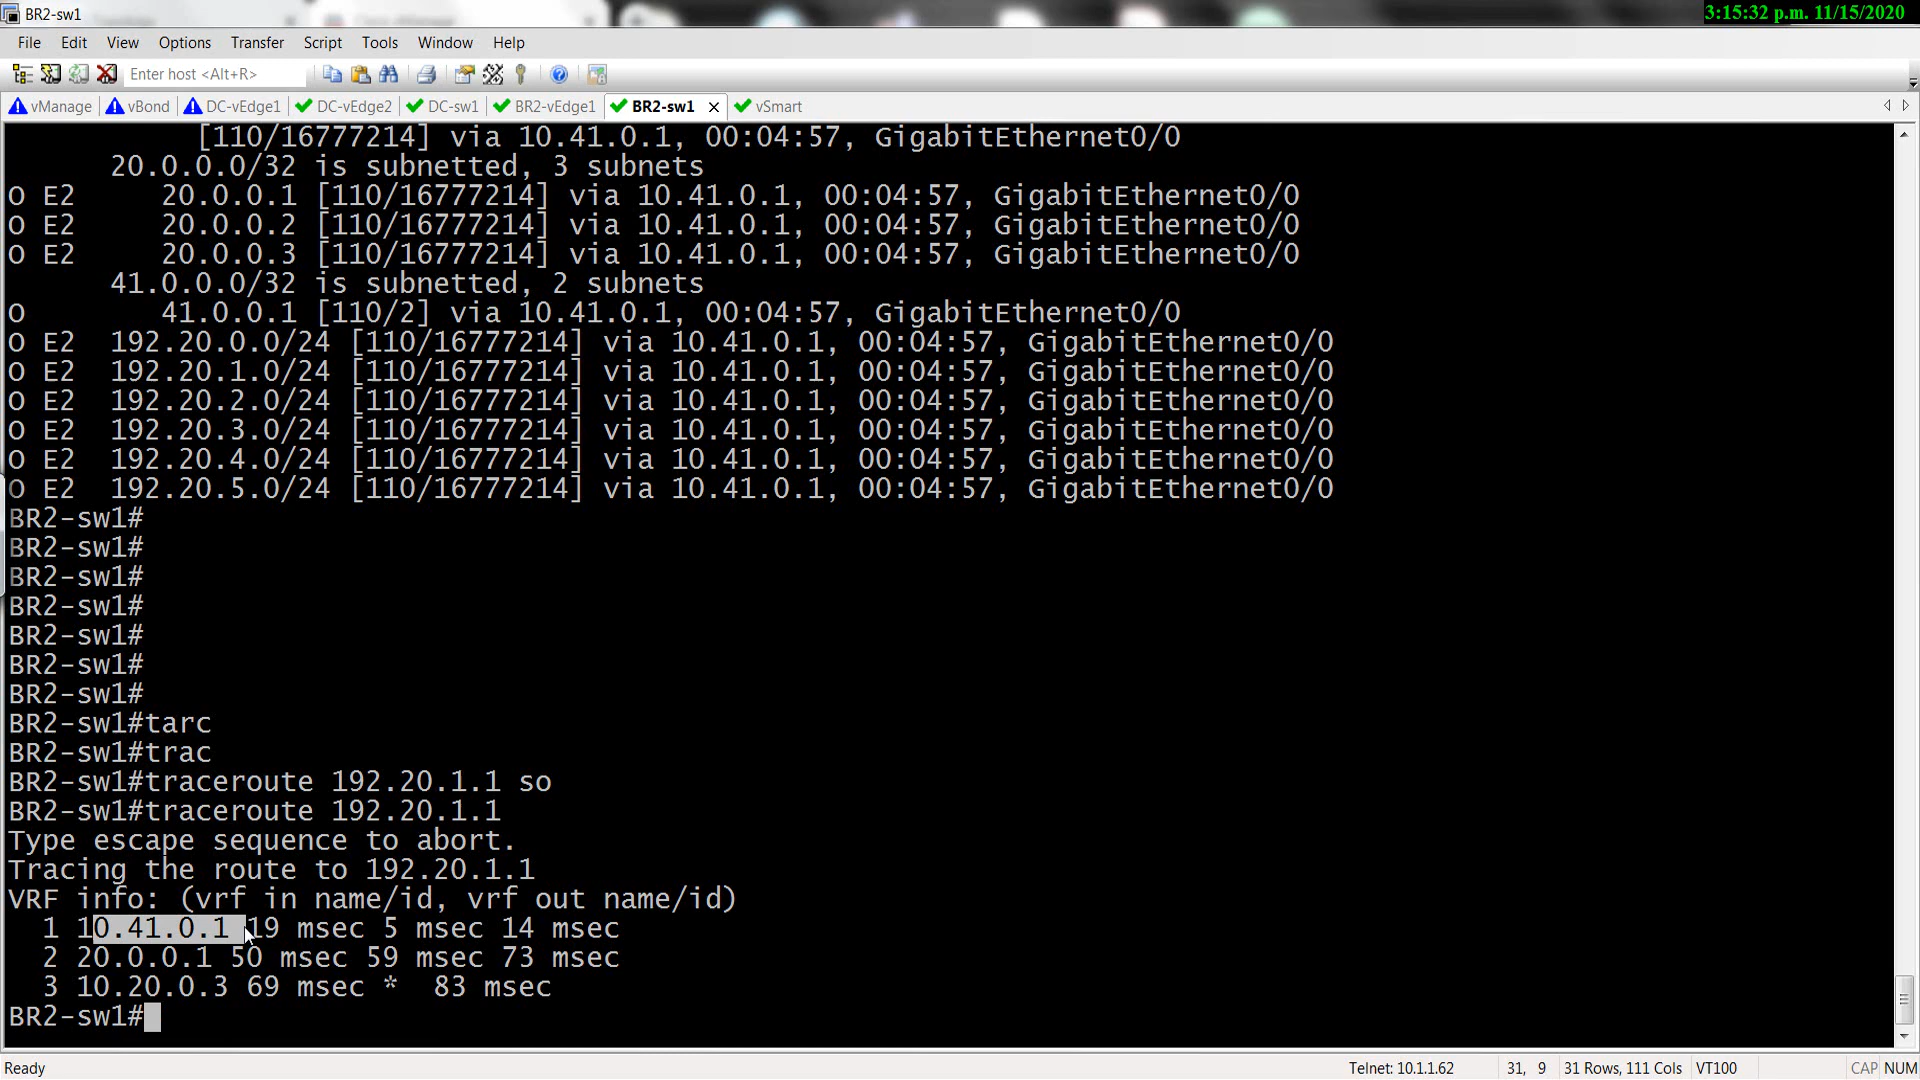 BR2-sw1
3:15:32 p.m. 11/15/2020
File Edit View Options Transfer Script Tools Window Help
Enter host <Alt+R>
vManage vBond DC-vEdge1 DC-vEdge2 DC-sw1 BR2-vEdge1 BR2-sw1 × vSmart
[110/16777214] via 10.41.0.1, 00:04:57, GigabitEthernet0/0
20.0.0.0/32 is subnetted, 3 subnets
O E2 20.0.0.1 [110/16777214] via 10.41.0.1, 00:04:57, GigabitEthernet0/0
O E2 20.0.0.2 [110/16777214] via 10.41.0.1, 00:04:57, GigabitEthernet0/0
O E2 20.0.0.3 [110/16777214] via 10.41.0.1, 00:04:57, GigabitEthernet0/0
41.0.0.0/32 is subnetted, 2 subnets
O 41.0.0.1 [110/2] via 10.41.0.1, 00:04:57, GigabitEthernet0/0
O E2 192.20.0.0/24 [110/16777214] via 10.41.0.1, 00:04:57, GigabitEthernet0/0
O E2 192.20.1.0/24 [110/16777214] via 10.41.0.1, 00:04:57, GigabitEthernet0/0
O E2 192.20.2.0/24 [110/16777214] via 10.41.0.1, 00:04:57, GigabitEthernet0/0
O E2 192.20.3.0/24 [110/16777214] via 10.41.0.1, 00:04:57, GigabitEthernet0/0
O E2 192.20.4.0/24 [110/16777214] via 10.41.0.1, 00:04:57, GigabitEthernet0/0
O E2 192.20.5.0/24 [110/16777214] via 10.41.0.1, 00:04:57, GigabitEthernet0/0
BR2-sw1#
BR2-sw1#
BR2-sw1#
BR2-sw1#
BR2-sw1#
BR2-sw1#
BR2-sw1#
BR2-sw1#tarc
BR2-sw1#trac
BR2-sw1#traceroute 192.20.1.1 so
BR2-sw1#traceroute 192.20.1.1
Type escape sequence to abort.
Tracing the route to 192.20.1.1
VRF info: (vrf in name/id, vrf out name/id)
1 10.41.0.1 19 msec 5 msec 14 msec
2 20.0.0.1 50 msec 59 msec 73 msec
3 10.20.0.3 69 msec * 83 msec
BR2-sw1#
Ready Telnet: 10.1.1.62 31, 9 31 Rows, 111 Cols VT100 CAP NUM